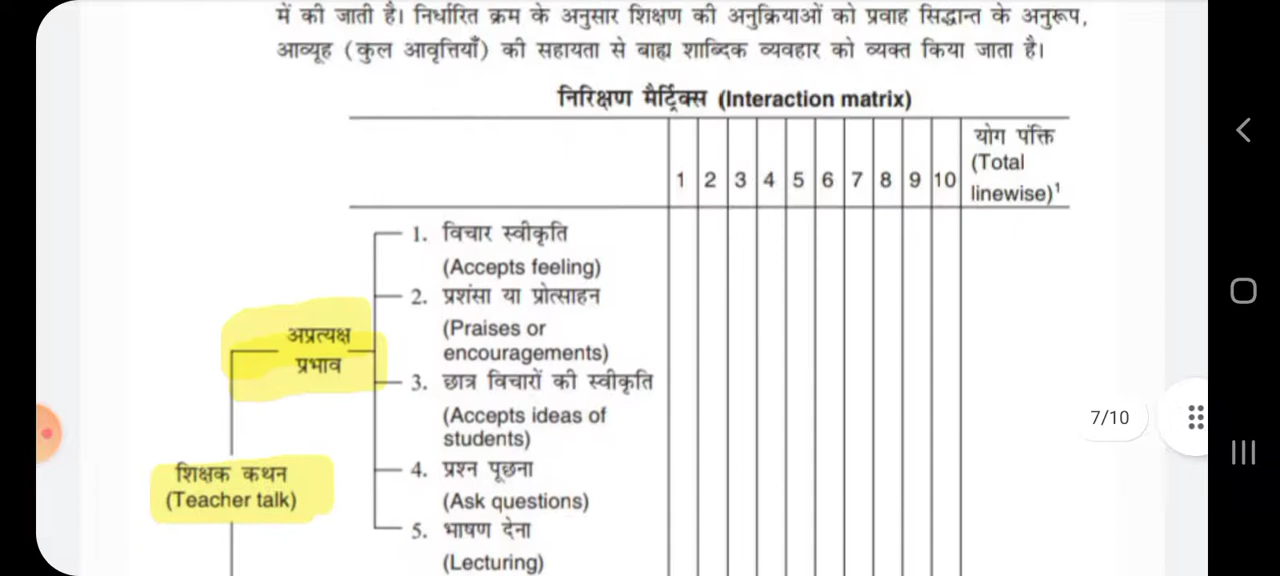 में की जाती है। निर्धारित क्रम के अनुसार शिक्षण की अनुक्रियाओं को प्रवाह सिद्धान्त के अनुरूप,
आव्यूह (कुल आवृत्तियाँ) की सहायता से बाह्य शाब्दिक व्यवहार को व्यक्त किया जाता है।
निरिक्षण मैर्ट्रिक्स (Interaction matrix)
1 2 3 4 5 6 7 8 9 10
योग पंक्ति
(Total
linewise)¹
1. विचार स्वीकृति
(Accepts feeling)
2. प्रशंसा या प्रोत्साहन
(Praises or
encouragements)
अप्रत्यक्ष
प्रभाव
3. छात्र विचारों की स्वीकृति
(Accepts ideas of
students)
7/10
शिक्षक कथन
(Teacher talk)
4. प्रश्न पूछना
(Ask questions)
5. भाषण देना
(Lecturing)